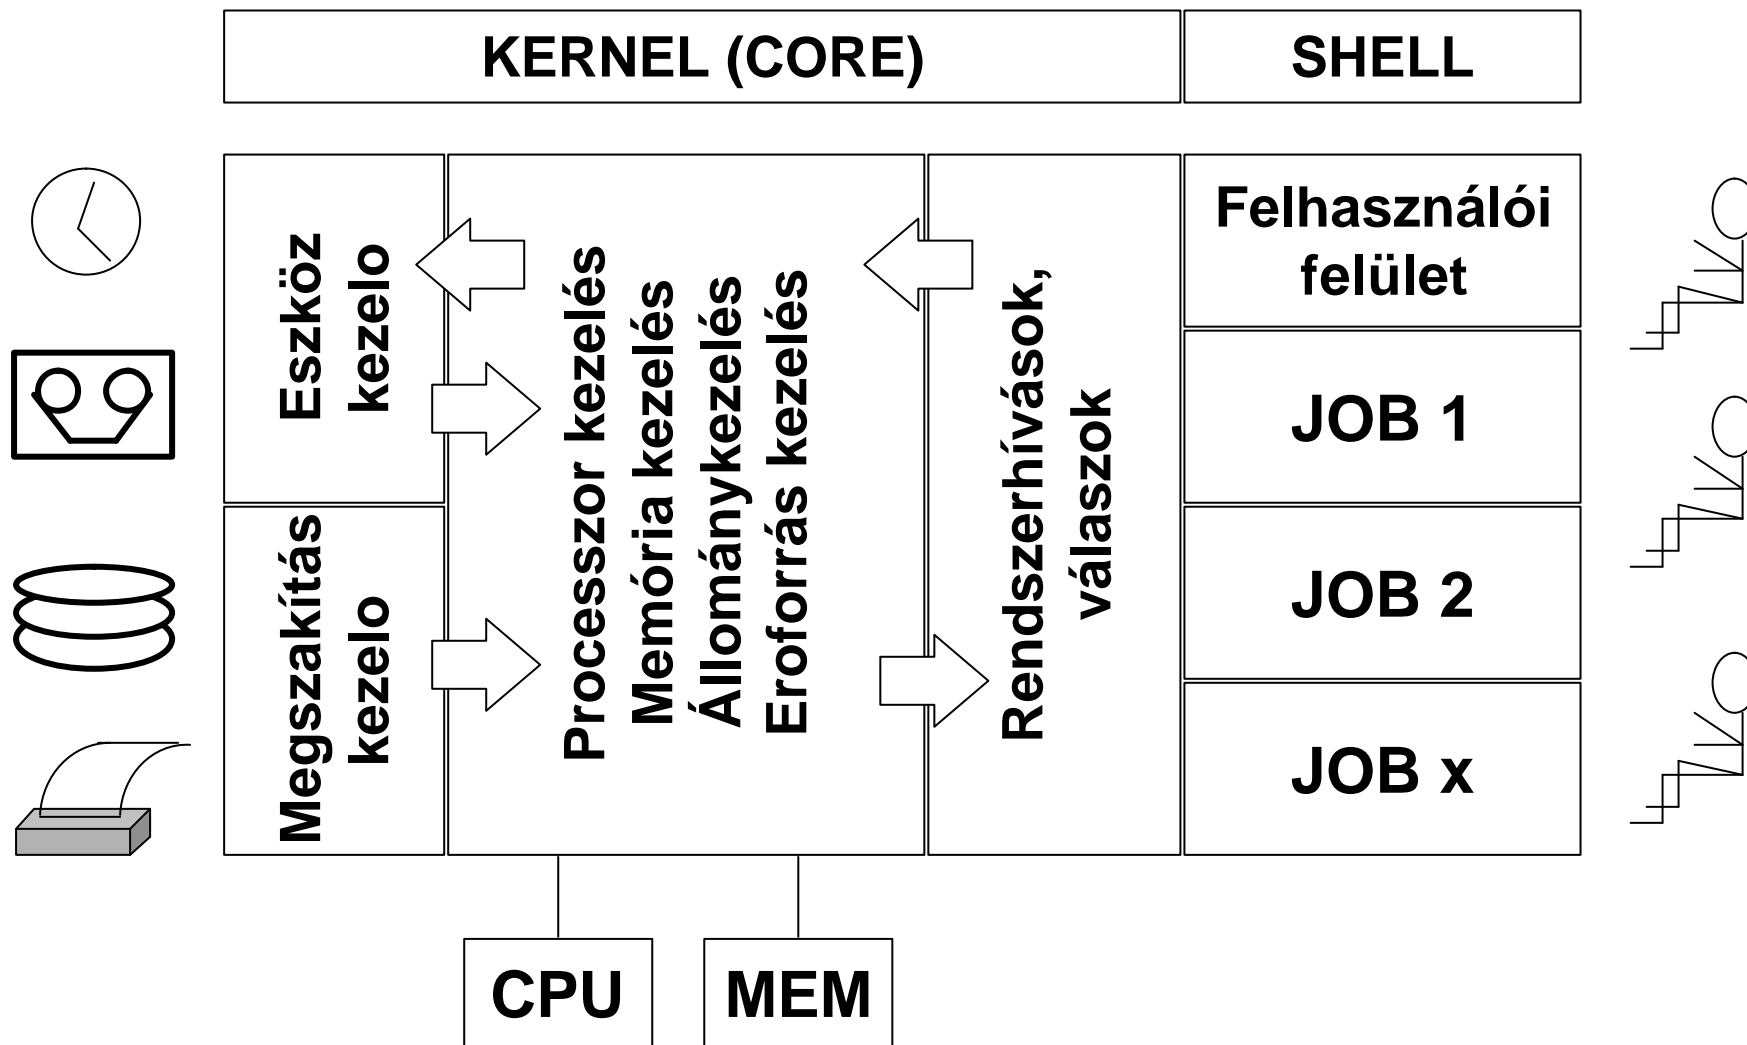 KERNEL (CORE)
SHELL
Eszköz
kezelo
Megszakítás
kezelo
Processzor kezelés
Memória kezelés
Állománykezelés
Eroforrás kezelés
Rendszerhívások,
válaszok
Felhasználói
felület
JOB 1
JOB 2
JOB x
CPU
MEM